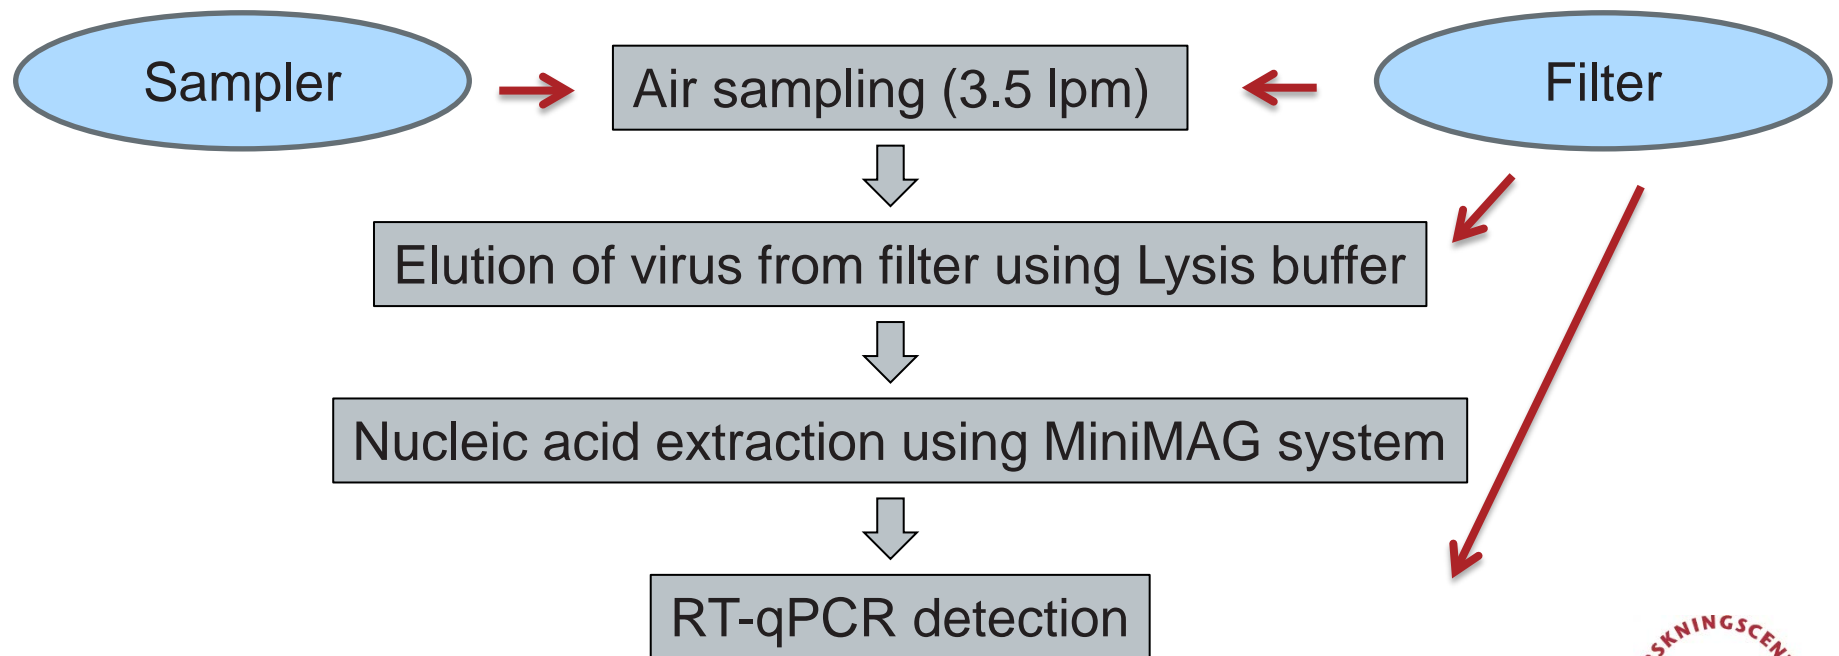 Sampler
Air sampling (3.5 lpm)
Filter
Elution of virus from filter using Lysis buffer
Nucleic acid extraction using MiniMAG system
RT-qPCR detection